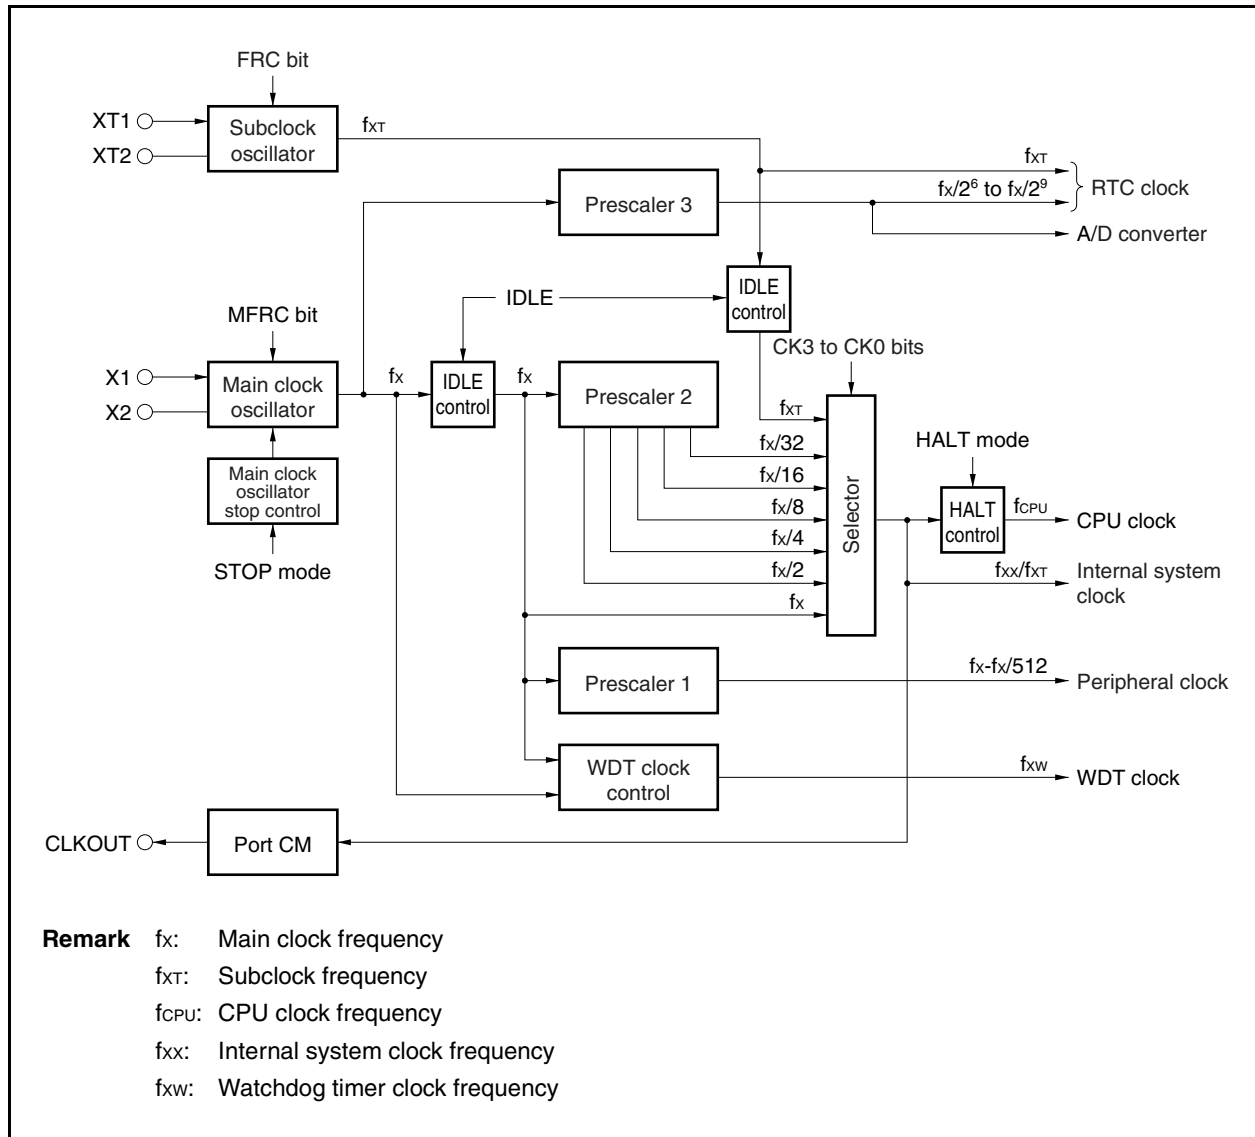 FRC bit
XT1
XT2
Subclock
oscillator
fXT
fXT
fX/2⁶ to fX/2⁹
RTC clock
Prescaler 3
A/D converter
IDLE
IDLE
control
MFRC bit
CK3 to CK0 bits
X1
X2
Main clock
oscillator
fX
IDLE
control
fX
Prescaler 2
fXT
fX/32
fX/16
fX/8
fX/4
fX/2
fX
Selector
HALT mode
HALT
control
fCPU
CPU clock
Main clock
oscillator
stop control
STOP mode
fXX/fXT
Internal system
clock
Prescaler 1
fX-fX/512
Peripheral clock
WDT clock
control
fXW
WDT clock
CLKOUT
Port CM
Remark fX: Main clock frequency
fXT: Subclock frequency
fCPU: CPU clock frequency
fXX: Internal system clock frequency
fXW: Watchdog timer clock frequency